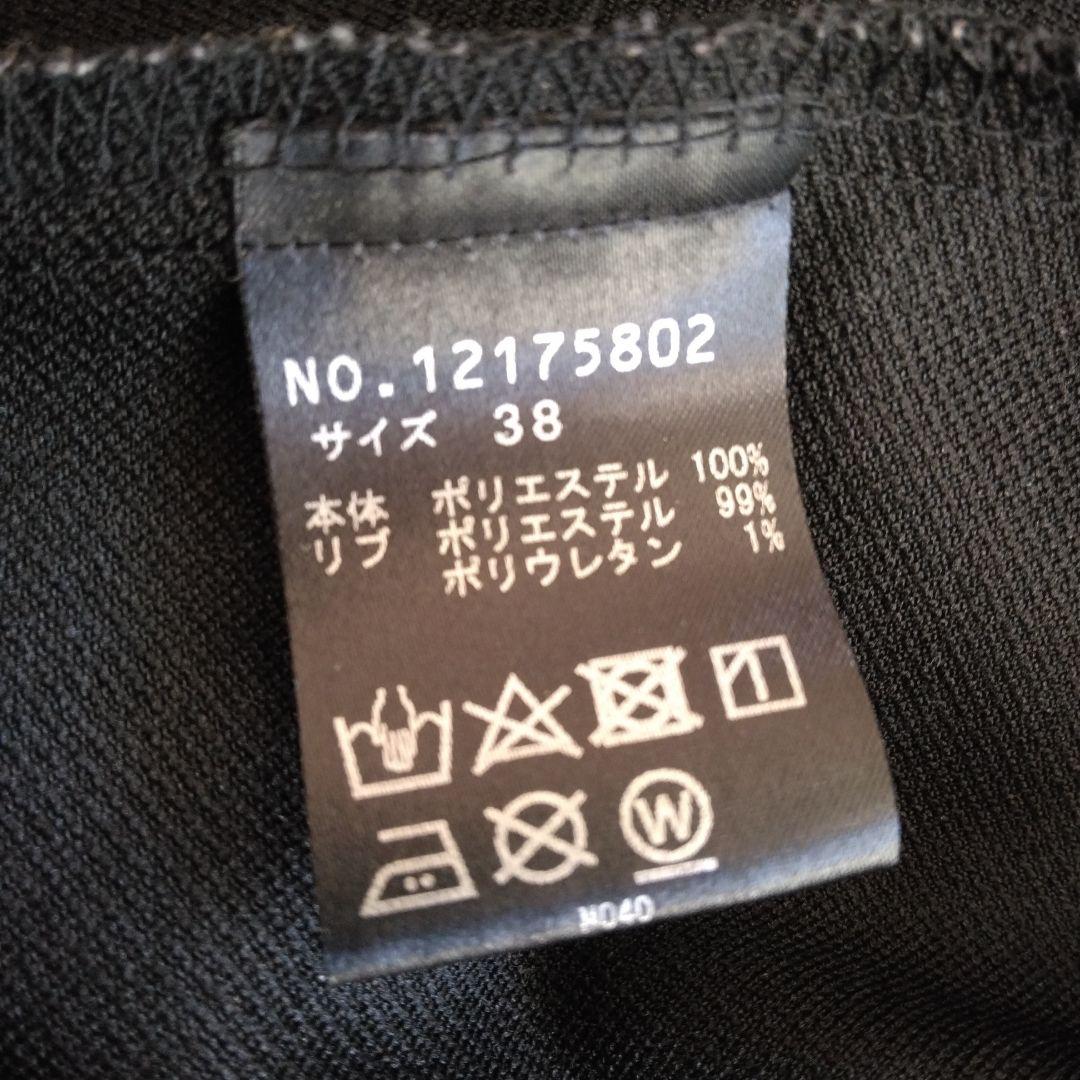 NO.12175802
サイズ 38
本体 ポリエステル 100%
リブ ポリエステル 99%
ポリウレタン 1%
W
N040